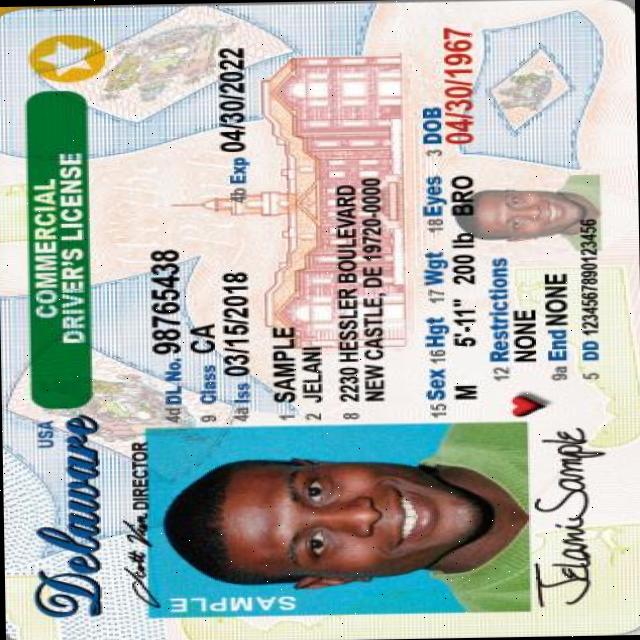 Delaware
USA
COMMERCIAL
DRIVER'S LICENSE
DIRECTOR
4d DL.No. 98765438
9 Class CA
4a Iss 03/15/2018 4b Exp 04/30/2022
1 SAMPLE
2 JELANI
8 2230 HESSLER BOULEVARD
NEW CASTLE, DE 19720-0000
15 Sex 16 Hgt 17 Wgt 18 Eyes 3 DOB
M 5'-11" 200 lb BRO 04/30/1967
12 Restrictions
NONE
9a End NONE
5 DD 1234567890123456
SAMPLE
Jelani Sample